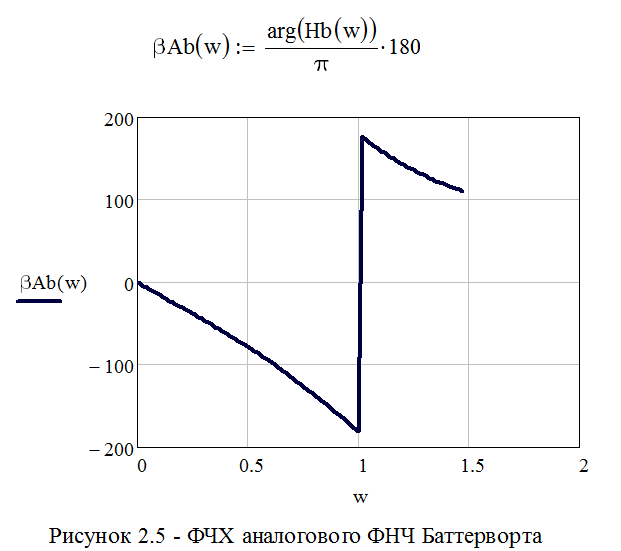 βAb(w) := arg(Hb(w))/π · 180
200
100
0
−100
−200
βAb(w)
0 0.5 1 1.5 2
w
Рисунок 2.5 - ФЧХ аналогового ФНЧ Баттерворта